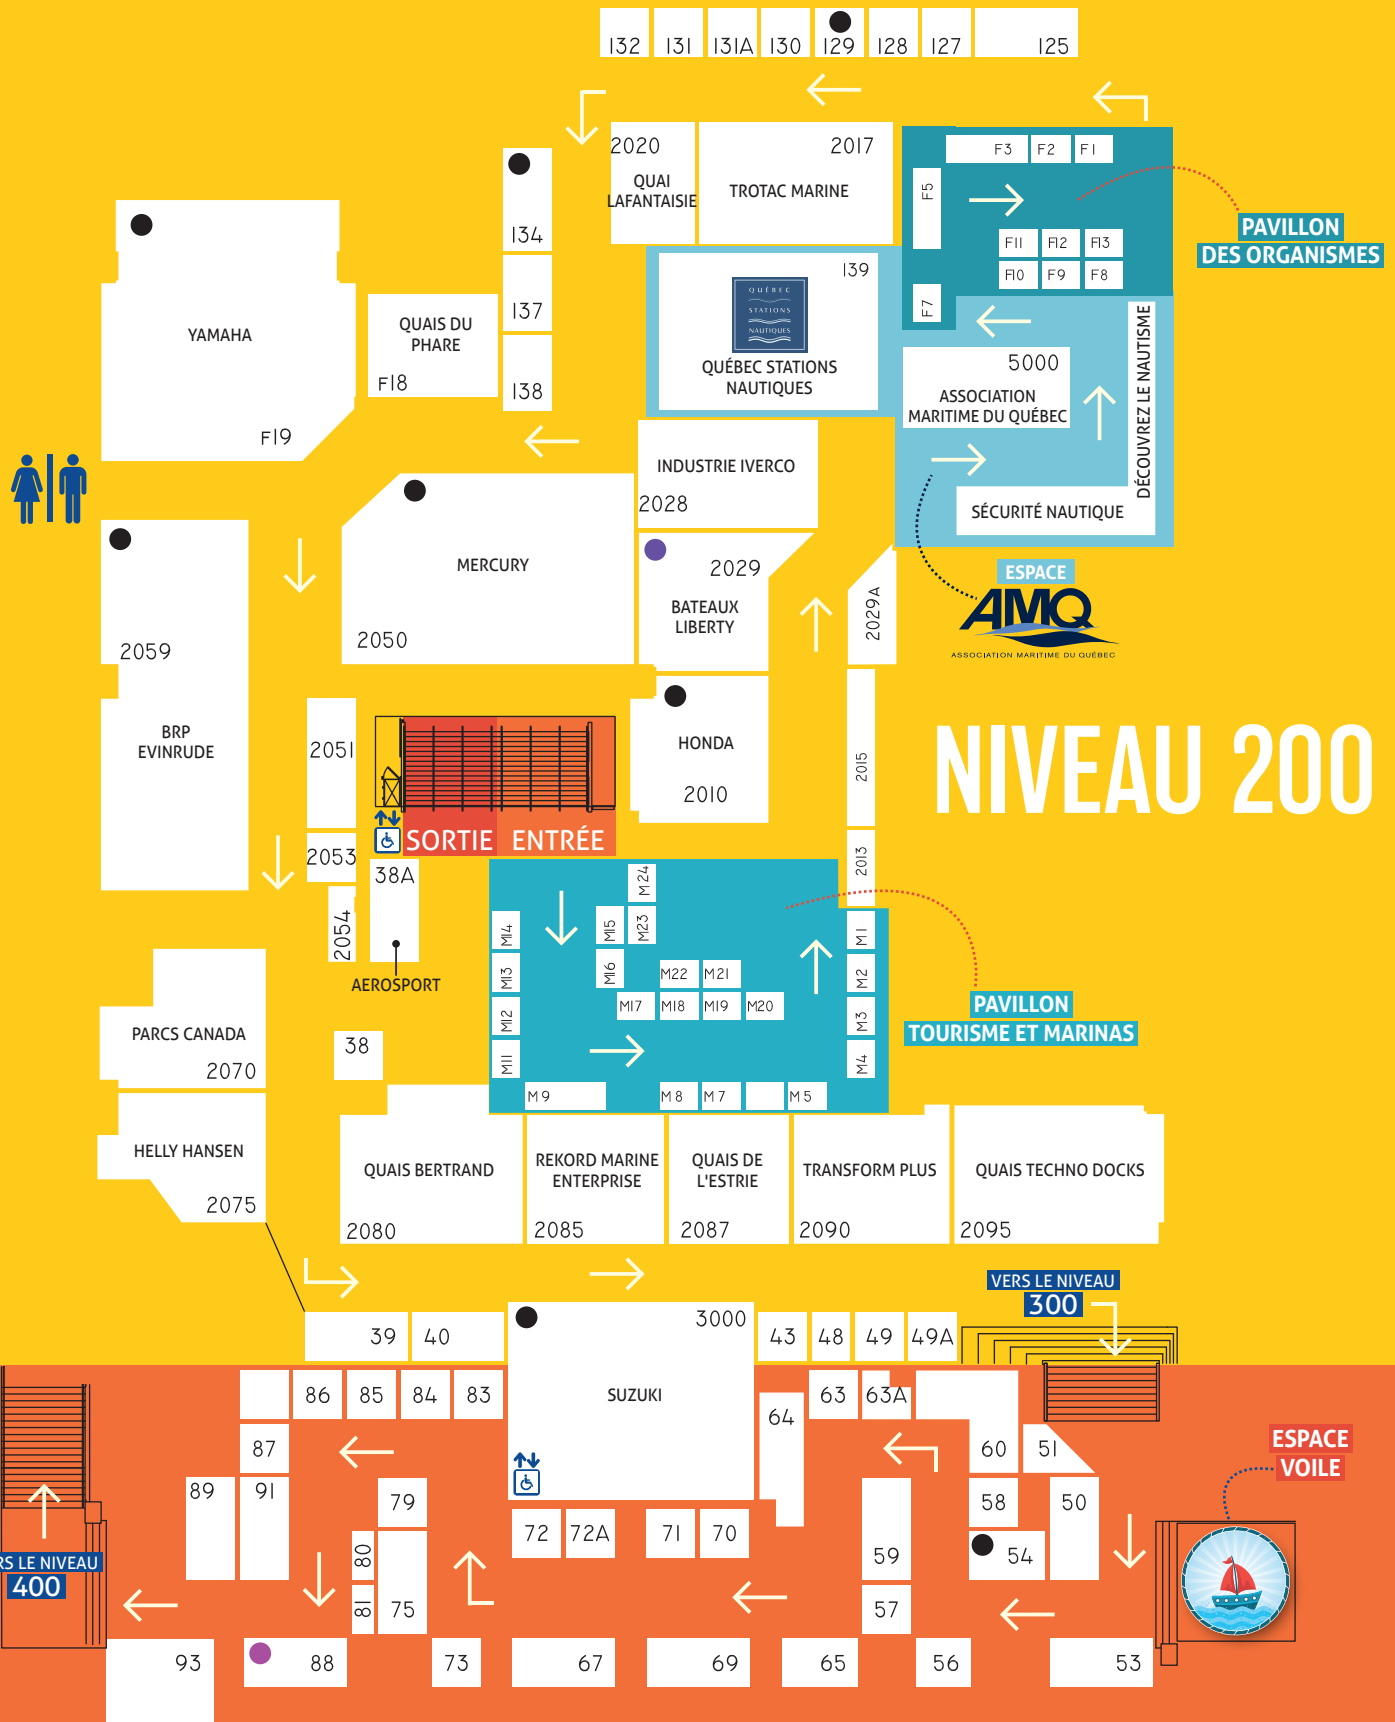 132 131 131A 130 129 128 127 125
2020 2017
QUAI
LAFANTAISIE
TROTAC MARINE
F3 F2 F1
F5
F11 F12 F13
F10 F9 F8
F7
PAVILLON
DES ORGANISMES
134
137
138
139
QUÉBEC
STATIONS
NAUTIQUES
QUÉBEC STATIONS
NAUTIQUES
YAMAHA
F19
QUAIS DU
PHARE
F18
5000
ASSOCIATION
MARITIME DU QUÉBEC
DÉCOUVREZ LE NAUTISME
SÉCURITÉ NAUTIQUE
INDUSTRIE IVERCO
2028
MERCURY
2050
2029
BATEAUX
LIBERTY
2029A
ESPACE
AMQ
ASSOCIATION MARITIME DU QUÉBEC
2059
BRP
EVINRUDE
2051
2053
2054
SORTIE ENTRÉE
HONDA
2010
2015
2013
NIVEAU 200
38A
AEROSPORT
M24
M23
M15
M16
M14
M13
M12
M11
M22 M21
M17 M18 M19 M20
M1
M2
M3
M4
M9 M8 M7 M5
PAVILLON
TOURISME ET MARINAS
PARCS CANADA
2070
38
HELLY HANSEN
2075
QUAIS BERTRAND
2080
REKORD MARINE
ENTERPRISE
2085
QUAIS DE
L'ESTRIE
2087
TRANSFORM PLUS
2090
QUAIS TECHNO DOCKS
2095
VERS LE NIVEAU
300
39 40
3000
SUZUKI
43 48 49 49A
86 85 84 83
64
63 63A
60
51
87
89 91
79
80
81
75
72 72A 71 70
59
57
58
54
50
ESPACE
VOILE
RS LE NIVEAU
400
93 88 73 67 69 65 56 53